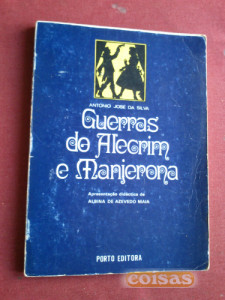 ANTÓNIO JOSÉ DA SILVA
Guerras
do Alecrim
e Manjerona
Apresentação didáctica de
ALBINA DE AZEVEDO MAIA
PORTO EDITORA
coisas